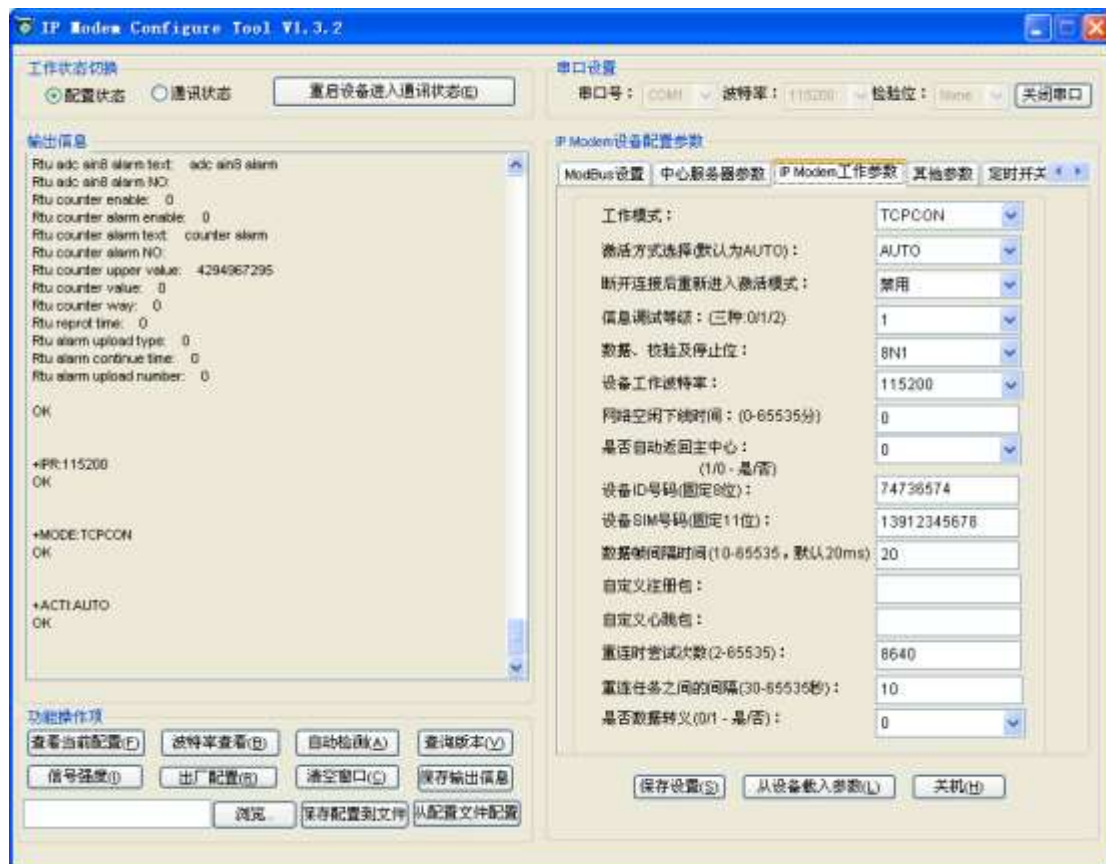 IP Modem Configure Tool V1.3.2
工作状态切换
配置状态 通讯状态 重启设备进入通讯状态(E)
串口设置
串口号: COM1 波特率: 115200 检验位: None 关闭串口
输出信息
Rtu adc ain8 alarm text: adc ain8 alarm
Rtu adc ain8 alarm NO:
Rtu counter enable: 0
Rtu counter alarm enable: 0
Rtu counter alarm text: counter alarm
Rtu counter alarm NO:
Rtu counter upper value: 4294967295
Rtu counter value: 0
Rtu counter way: 0
Rtu reprot time: 0
Rtu alarm upload type: 0
Rtu alarm continue time: 0
Rtu alarm upload number: 0
OK
+IPR:115200
OK
+MODE:TCPCON
OK
+ACTI:AUTO
OK
功能操作项
查看当前配置(F) 波特率查看(B) 自动检测(A) 查询版本(V)
信号强度(I) 出厂配置(R) 清空窗口(C) 保存输出信息
浏览... 保存配置到文件 从配置文件配置
IP Modem设备配置参数
ModBus设置 中心服务器参数 IP Modem工作参数 其他参数 定时开关
工作模式: TCPCON
激活方式选择(默认为AUTO): AUTO
断开连接后重新进入激活模式: 禁用
信息调试等级:(三种:0/1/2) 1
数据、校验及停止位: 8N1
设备工作波特率: 115200
网络空闲下线时间:(0-65535分) 0
是否自动返回主中心: 0
(1/0 - 是/否)
设备ID号码(固定8位): 74736574
设备SIM号码(固定11位): 13912345678
数据帧间隔时间(10-65535,默认20ms) 20
自定义注册包:
自定义心跳包:
重连时尝试次数(2-65535): 8640
重连任务之间的间隔(30-65535秒): 10
是否数据转义(0/1 - 是/否): 0
保存设置(S) 从设备载入参数(L) 关机(H)